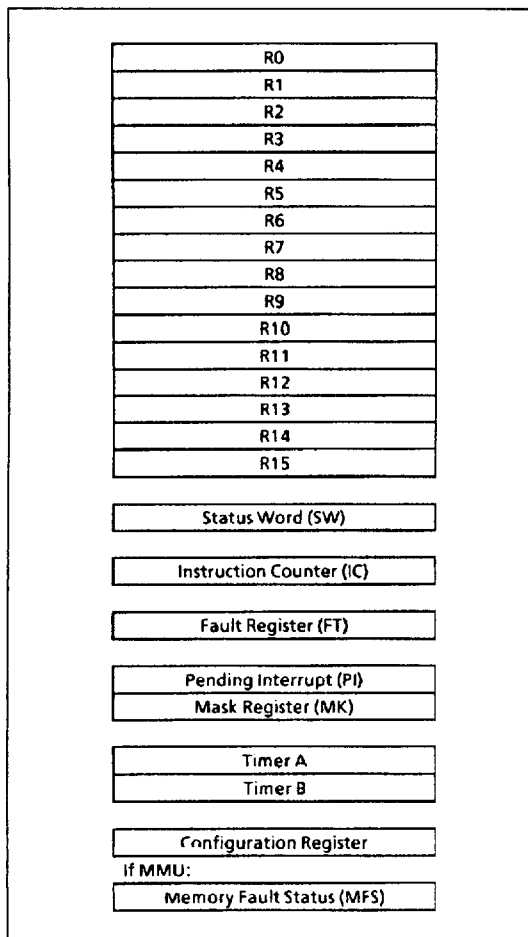 R0
R1
R2
R3
R4
R5
R6
R7
R8
R9
R10
R11
R12
R13
R14
R15
Status Word (SW)
Instruction Counter (IC)
Fault Register (FT)
Pending Interrupt (PI)
Mask Register (MK)
Timer A
Timer B
Configuration Register
If MMU:
Memory Fault Status (MFS)